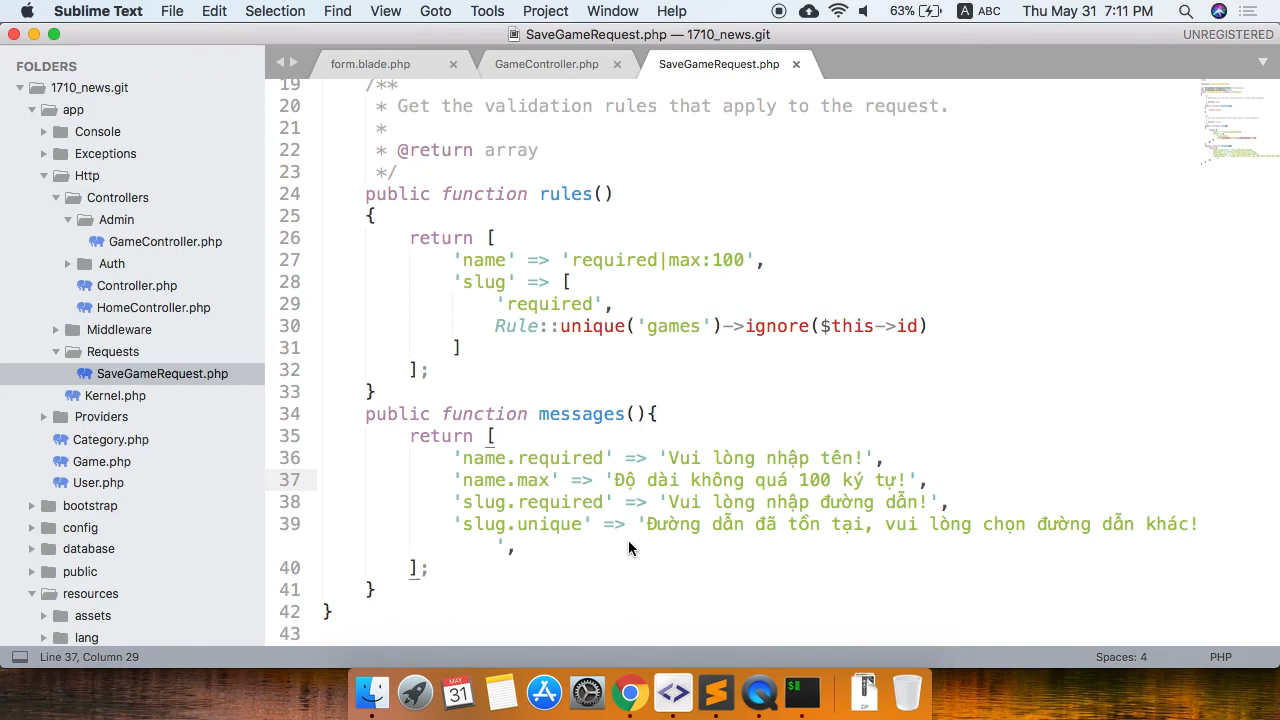 Sublime Text File Edit Selection Find View Goto Tools Project Window Help 63% A ABC Thu May 31 7:11 PM
SaveGameRequest.php — 1710_news.git UNREGISTERED
FOLDERS
1710_news.git
app
Console
Exceptions
Http
Controllers
Admin
GameController.php
Auth
Controller.php
HomeController.php
Middleware
Requests
SaveGameRequest.php
Kernel.php
Providers
Category.php
Game.php
User.php
bootstrap
config
database
public
resources
assets
lang
form.blade.php × GameController.php × SaveGameRequest.php ×
19 /**
20 * Get the validation rules that apply to the request.
21 *
22 * @return array
23 */
24 public function rules()
25 {
26 return [
27 'name' => 'required|max:100',
28 'slug' => [
29 'required',
30 Rule::unique('games')->ignore($this->id)
31 ]
32 ];
33 }
34 public function messages(){
35 return [
36 'name.required' => 'Vui lòng nhập tên!',
37 'name.max' => 'Độ dài không quá 100 ký tự!',
38 'slug.required' => 'Vui lòng nhập đường dẫn!',
39 'slug.unique' => 'Đường dẫn đã tồn tại, vui lòng chọn đường dẫn khác!
',
40 ];
41 }
42 }
43
Line 37, Column 29 Spaces: 4 PHP
MAY
31
$
ZIP